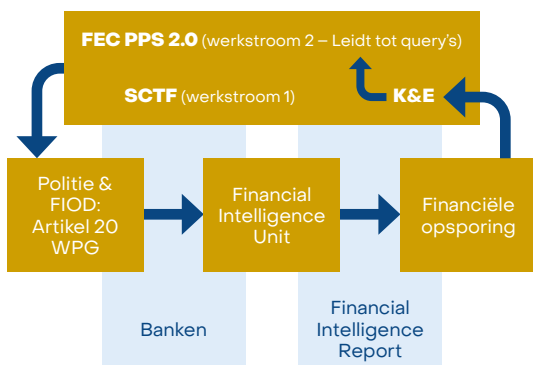 FEC PPS 2.0 (werkstroom 2 – Leidt tot query's)
SCTF (werkstroom 1)
K&E
Politie &
FIOD:
Artikel 20
WPG
Financial
Intelligence
Unit
Financiële
opsporing
Banken
Financial
Intelligence
Report